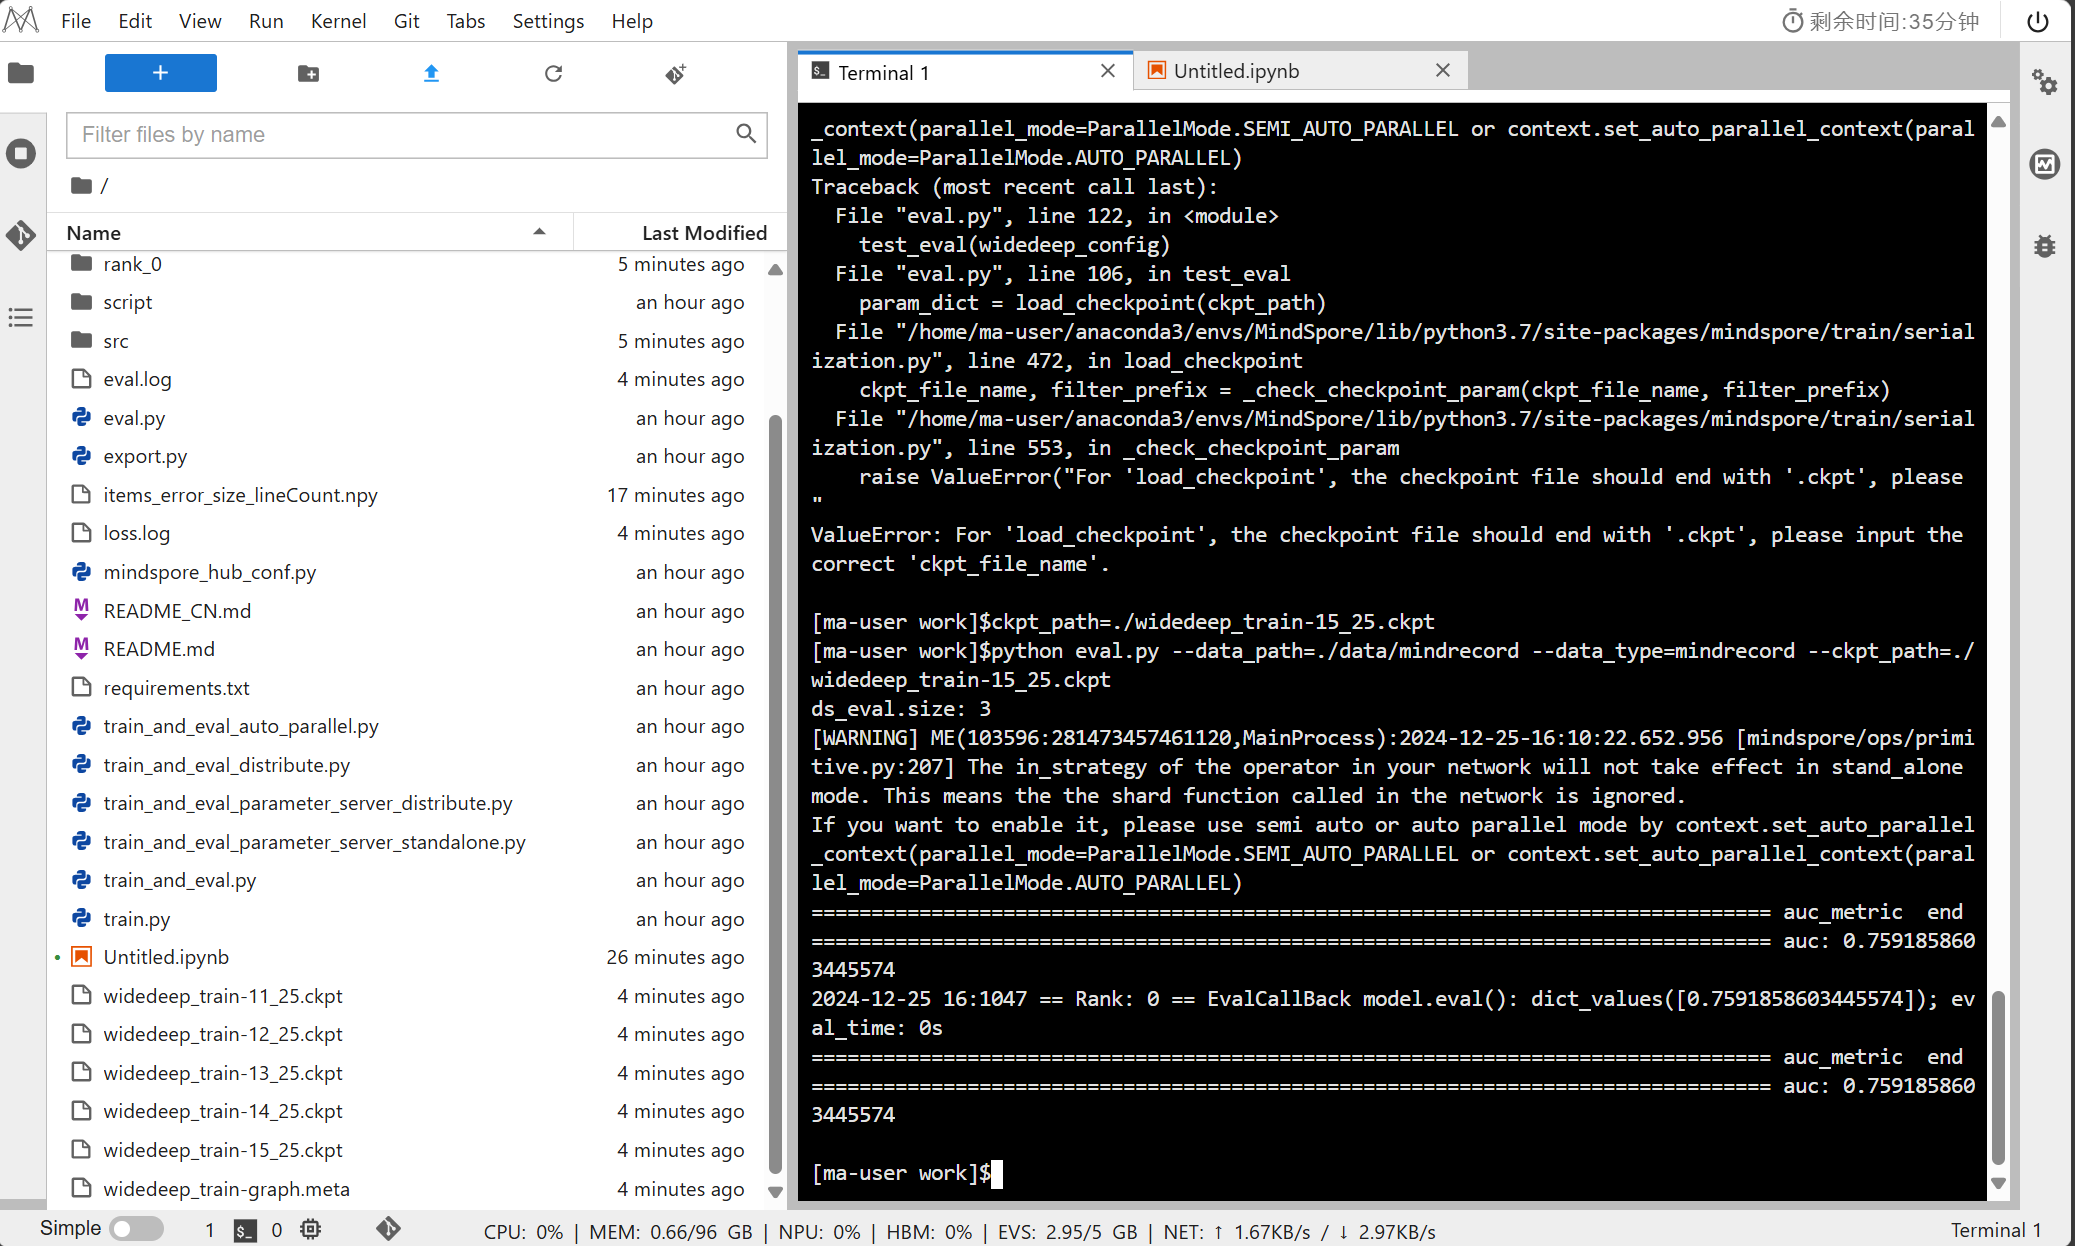 File Edit View Run Kernel Git Tabs Settings Help
剩余时间:35分钟
Filter files by name
/
Name Last Modified
rank_0 5 minutes ago
script an hour ago
src 5 minutes ago
eval.log 4 minutes ago
eval.py an hour ago
export.py an hour ago
items_error_size_lineCount.npy 17 minutes ago
loss.log 4 minutes ago
mindspore_hub_conf.py an hour ago
README_CN.md an hour ago
README.md an hour ago
requirements.txt an hour ago
train_and_eval_auto_parallel.py an hour ago
train_and_eval_distribute.py an hour ago
train_and_eval_parameter_server_distribute.py an hour ago
train_and_eval_parameter_server_standalone.py an hour ago
train_and_eval.py an hour ago
train.py an hour ago
Untitled.ipynb 26 minutes ago
widedeep_train-11_25.ckpt 4 minutes ago
widedeep_train-12_25.ckpt 4 minutes ago
widedeep_train-13_25.ckpt 4 minutes ago
widedeep_train-14_25.ckpt 4 minutes ago
widedeep_train-15_25.ckpt 4 minutes ago
widedeep_train-graph.meta 4 minutes ago
Terminal 1
Untitled.ipynb
_context(parallel_mode=ParallelMode.SEMI_AUTO_PARALLEL or context.set_auto_parallel_context(paral
lel_mode=ParallelMode.AUTO_PARALLEL)
Traceback (most recent call last):
  File "eval.py", line 122, in <module>
    test_eval(widedeep_config)
  File "eval.py", line 106, in test_eval
    param_dict = load_checkpoint(ckpt_path)
  File "/home/ma-user/anaconda3/envs/MindSpore/lib/python3.7/site-packages/mindspore/train/serial
ization.py", line 472, in load_checkpoint
    ckpt_file_name, filter_prefix = _check_checkpoint_param(ckpt_file_name, filter_prefix)
  File "/home/ma-user/anaconda3/envs/MindSpore/lib/python3.7/site-packages/mindspore/train/serial
ization.py", line 553, in _check_checkpoint_param
    raise ValueError("For 'load_checkpoint', the checkpoint file should end with '.ckpt', please
"
ValueError: For 'load_checkpoint', the checkpoint file should end with '.ckpt', please input the
correct 'ckpt_file_name'.
[ma-user work]$ckpt_path=./widedeep_train-15_25.ckpt
[ma-user work]$python eval.py --data_path=./data/mindrecord --data_type=mindrecord --ckpt_path=./
widedeep_train-15_25.ckpt
ds_eval.size: 3
[WARNING] ME(103596:281473457461120,MainProcess):2024-12-25-16:10:22.652.956 [mindspore/ops/primi
tive.py:207] The in_strategy of the operator in your network will not take effect in stand_alone
mode. This means the the shard function called in the network is ignored.
If you want to enable it, please use semi auto or auto parallel mode by context.set_auto_parallel
_context(parallel_mode=ParallelMode.SEMI_AUTO_PARALLEL or context.set_auto_parallel_context(paral
lel_mode=ParallelMode.AUTO_PARALLEL)
================================================================================ auc_metric  end
================================================================================ auc: 0.759185860
3445574
2024-12-25 16:1047 == Rank: 0 == EvalCallBack model.eval(): dict_values([0.7591858603445574]); ev
al_time: 0s
================================================================================ auc_metric  end
================================================================================ auc: 0.759185860
3445574
[ma-user work]$
Simple 1 0 CPU: 0% | MEM: 0.66/96 GB | NPU: 0% | HBM: 0% | EVS: 2.95/5 GB | NET: ↑ 1.67KB/s / ↓ 2.97KB/s Terminal 1